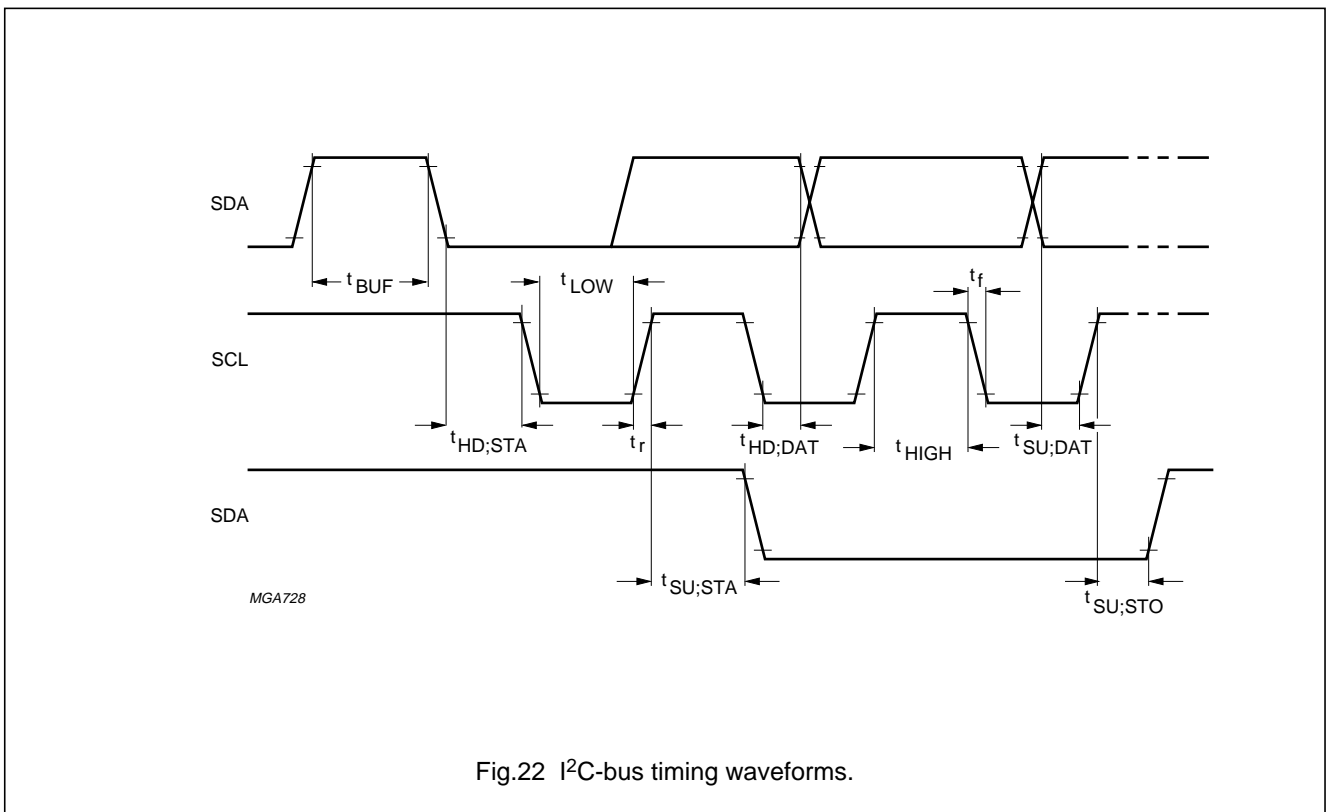 SDA
t BUF
t LOW
t f
SCL
t HD;STA
t r
t HD;DAT
t HIGH
t SU;DAT
SDA
t SU;STA
t SU;STO
MGA728
Fig.22 I²C-bus timing waveforms.